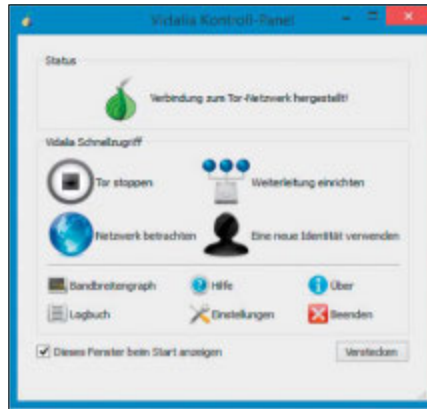 Vidalia Kontroll-Panel
Status
Verbindung zum Tor-Netzwerk hergestellt!
Vidalia Schnellzugriff
Tor stoppen
Weiterleitung einrichten
Netzwerk betrachten
Eine neue Identität verwenden
Bandbreitengraph
Hilfe
Über
Logbuch
Einstellungen
Beenden
Dieses Fenster beim Start anzeigen
Verstecken